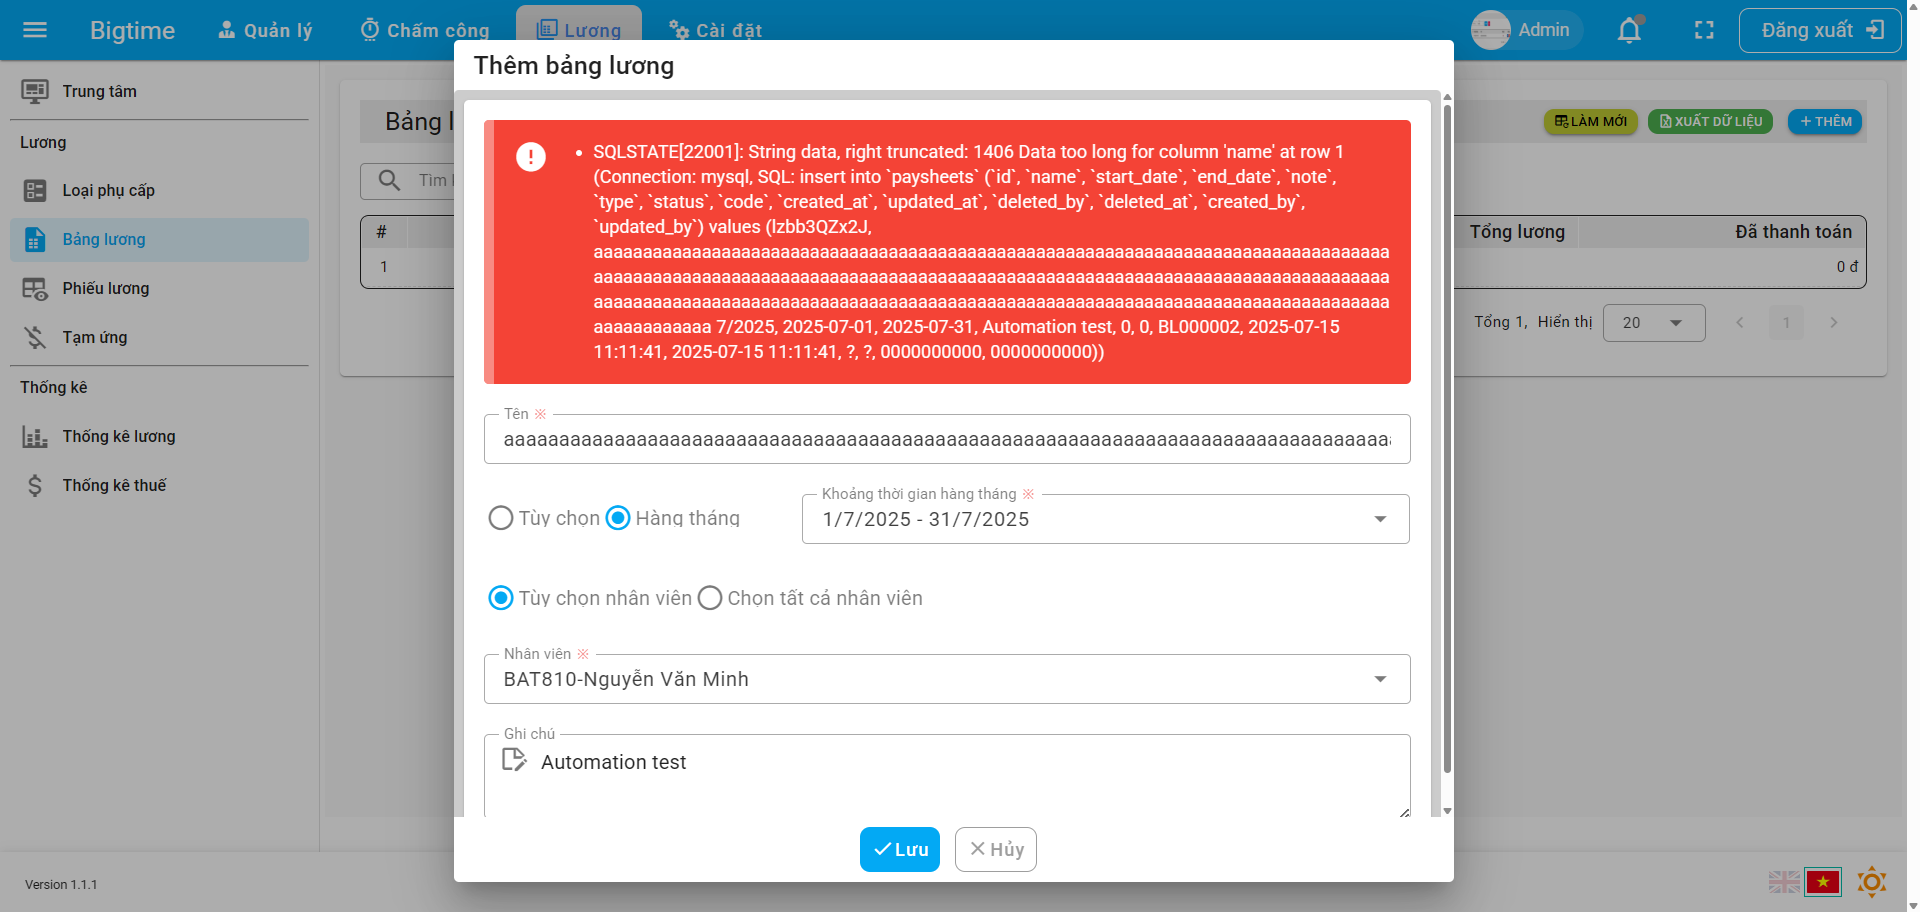 Bigtime
Quản lý
Chấm công
Lương
Cài đặt
Admin
Đăng xuất
Trung tâm
Lương
Loại phụ cấp
Bảng lương
Phiếu lương
Tạm ứng
Thống kê
Thống kê lương
Thống kê thuế
Version 1.1.1
Bảng l
LÀM MỚI
XUẤT DỮ LIỆU
THÊM
Tìm
#
Tổng lương
Đã thanh toán
1
0 đ
Tổng 1,
Hiển thị
20
1
Thêm bảng lương
SQLSTATE[22001]: String data, right truncated: 1406 Data too long for column 'name' at row 1
(Connection: mysql, SQL: insert into `paysheets` (`id`, `name`, `start_date`, `end_date`, `note`,
`type`, `status`, `code`, `created_at`, `updated_at`, `deleted_by`, `deleted_at`, `created_by`,
`updated_by`) values (lzbb3QZx2J,
aaaaaaaaaaaaaaaaaaaaaaaaaaaaaaaaaaaaaaaaaaaaaaaaaaaaaaaaaaaaaaaaaaaaaaaaaaaaaaaaa
aaaaaaaaaaaaaaaaaaaaaaaaaaaaaaaaaaaaaaaaaaaaaaaaaaaaaaaaaaaaaaaaaaaaaaaaaaaaaaaaa
aaaaaaaaaaaaaaaaaaaaaaaaaaaaaaaaaaaaaaaaaaaaaaaaaaaaaaaaaaaaaaaaaaaaaaaaaaaaaaaaa
aaaaaaaaaaaa 7/2025, 2025-07-01, 2025-07-31, Automation test, 0, 0, BL000002, 2025-07-15
11:11:41, 2025-07-15 11:11:41, ?, ?, 0000000000, 0000000000))
Tên ※
aaaaaaaaaaaaaaaaaaaaaaaaaaaaaaaaaaaaaaaaaaaaaaaaaaaaaaaaaaaaaaaaaaaaaaaaaaaaaaaa
Tùy chọn
Hàng tháng
Khoảng thời gian hàng tháng ※
1/7/2025 - 31/7/2025
Tùy chọn nhân viên
Chọn tất cả nhân viên
Nhân viên ※
BAT810-Nguyễn Văn Minh
Ghi chú
Automation test
Lưu
Hủy